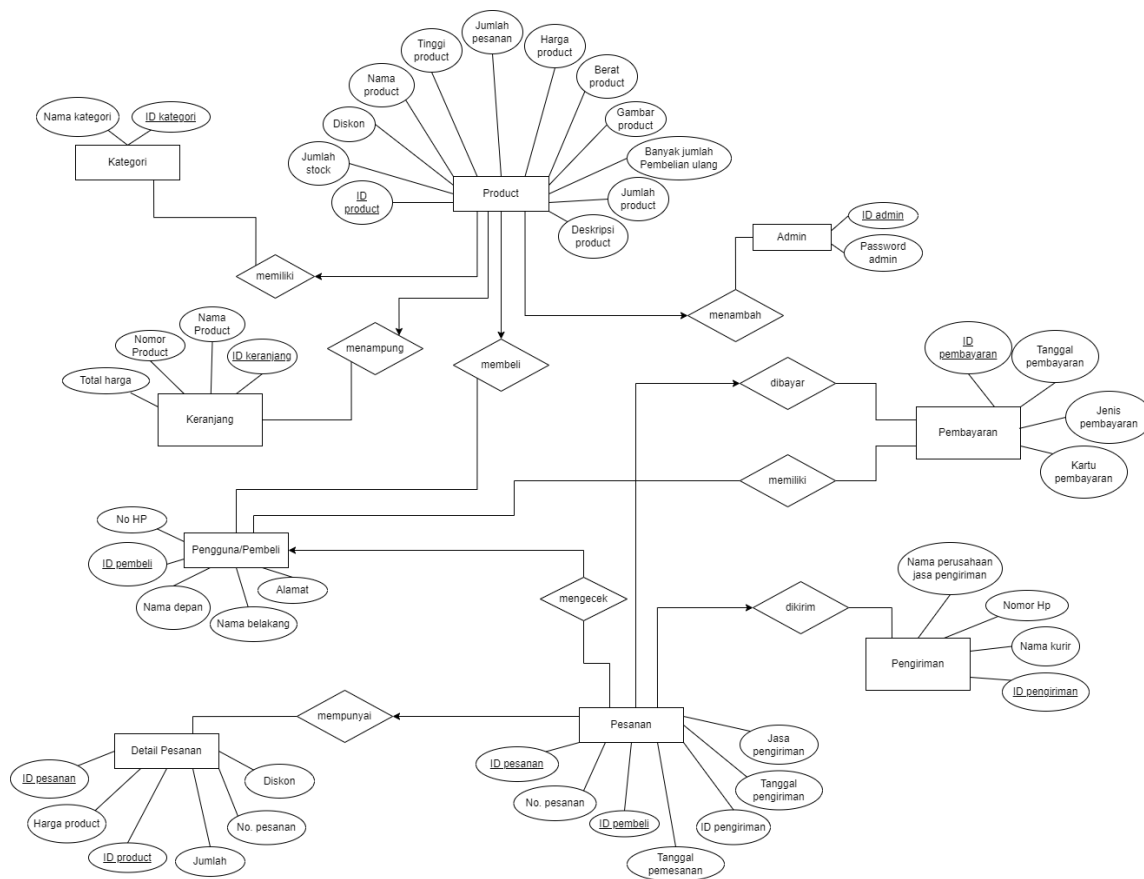 Jumlah
pesanan
Harga
product
Tinggi
product
Berat
product
Nama
product
Gambar
product
Nama kategori
ID kategori
Diskon
Banyak jumlah
Pembelian ulang
Kategori
Jumlah
stock
Product
ID
product
Jumlah
product
Deskripsi
product
ID admin
Admin
Password
admin
memiliki
menambah
Nama
Product
Nomor
Product
menampung
ID keranjang
membeli
Total harga
Keranjang
ID
pembayaran
Tanggal
pembayaran
dibayar
Jenis
pembayaran
Pembayaran
Kartu
pembayaran
memiliki
No HP
Pengguna/Pembeli
ID pembeli
Alamat
Nama depan
Nama belakang
mengecek
Nama perusahaan
jasa pengiriman
dikirim
Nomor Hp
Nama kurir
Pengiriman
ID pengiriman
mempunyai
Pesanan
Detail Pesanan
Jasa
pengiriman
ID pesanan
ID pesanan
Diskon
Tanggal
pengiriman
No. pesanan
Harga product
No. pesanan
ID pembeli
ID pengiriman
ID product
Jumlah
Tanggal
pemesanan